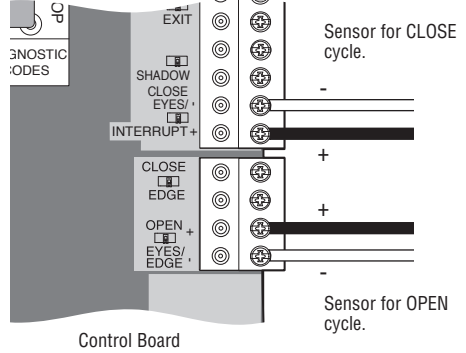 OP
GNOSTIC
CODES
EXIT
SHADOW
CLOSE
EYES/ '
INTERRUPT +
CLOSE
EDGE
OPEN +
EYES/
EDGE '
Sensor for CLOSE
cycle.
-
+
+
-
Sensor for OPEN
cycle.
Control Board